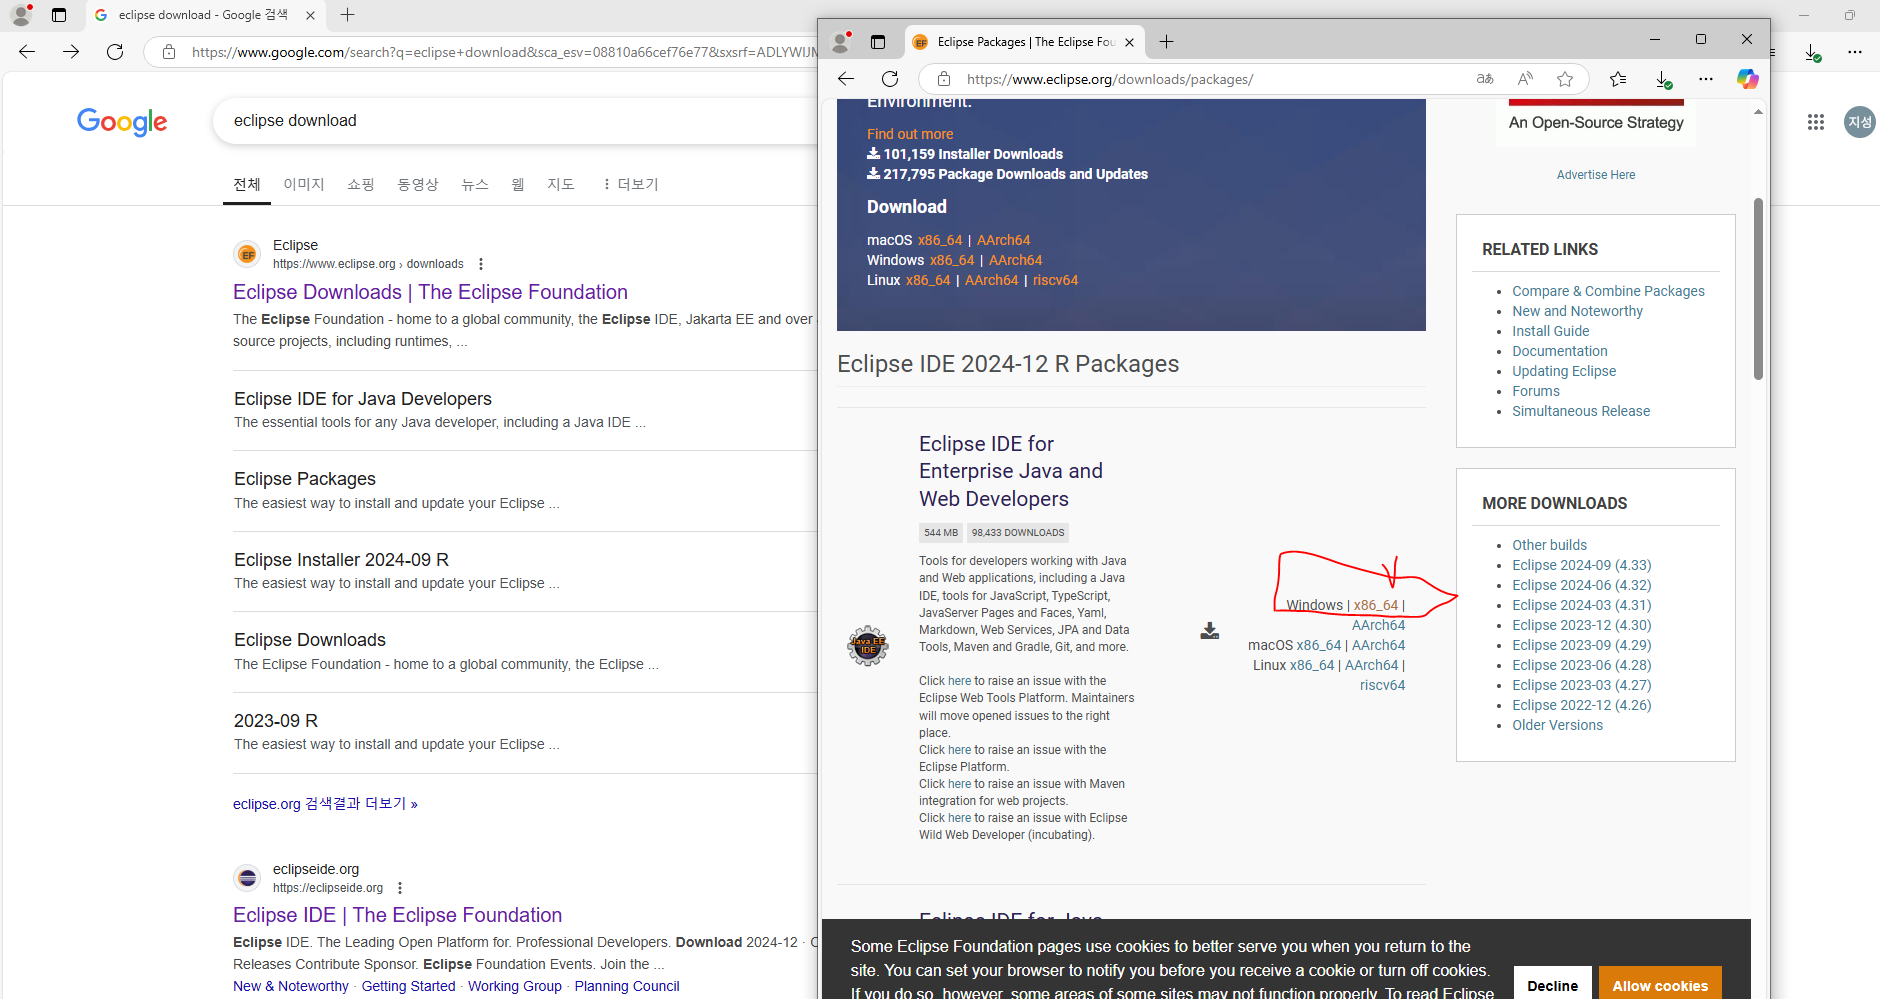 eclipse download - Google 검색
https://www.google.com/search?q=eclipse+download&sca_esv=08810a66cef76e77&sxsrf=ADLYWIJM
Google
eclipse download
전체 이미지 쇼핑 동영상 뉴스 웹 지도 더보기
지성
Eclipse
https://www.eclipse.org › downloads
Eclipse Downloads | The Eclipse Foundation
The Eclipse Foundation - home to a global community, the Eclipse IDE, Jakarta EE and over
source projects, including runtimes, ...
Eclipse IDE for Java Developers
The essential tools for any Java developer, including a Java IDE ...
Eclipse Packages
The easiest way to install and update your Eclipse ...
Eclipse Installer 2024-09 R
The easiest way to install and update your Eclipse ...
Eclipse Downloads
The Eclipse Foundation - home to a global community, the Eclipse ...
2023-09 R
The easiest way to install and update your Eclipse ...
eclipse.org 검색결과 더보기 »
eclipseide.org
https://eclipseide.org
Eclipse IDE | The Eclipse Foundation
Eclipse IDE. The Leading Open Platform for. Professional Developers. Download 2024-12 ·
Releases Contribute Sponsor. Eclipse Foundation Events. Join the ...
New & Noteworthy · Getting Started · Working Group · Planning Council
Eclipse Packages | The Eclipse Fou
https://www.eclipse.org/downloads/packages/
Environment.
Find out more
101,159 Installer Downloads
217,795 Package Downloads and Updates
Download
macOS x86_64 | AArch64
Windows x86_64 | AArch64
Linux x86_64 | AArch64 | riscv64
Eclipse IDE 2024-12 R Packages
Java EE
IDE
Eclipse IDE for
Enterprise Java and
Web Developers
544 MB 98,433 DOWNLOADS
Tools for developers working with Java
and Web applications, including a Java
IDE, tools for JavaScript, TypeScript,
JavaServer Pages and Faces, Yaml,
Markdown, Web Services, JPA and Data
Tools, Maven and Gradle, Git, and more.
Click here to raise an issue with the
Eclipse Web Tools Platform. Maintainers
will move opened issues to the right
place.
Click here to raise an issue with the
Eclipse Platform.
Click here to raise an issue with Maven
integration for web projects.
Click here to raise an issue with Eclipse
Wild Web Developer (incubating).
Windows | x86_64 |
AArch64
macOS x86_64 | AArch64
Linux x86_64 | AArch64 |
riscv64
Eclipse IDE for Java
An Open-Source Strategy
Advertise Here
RELATED LINKS
Compare & Combine Packages
New and Noteworthy
Install Guide
Documentation
Updating Eclipse
Forums
Simultaneous Release
MORE DOWNLOADS
Other builds
Eclipse 2024-09 (4.33)
Eclipse 2024-06 (4.32)
Eclipse 2024-03 (4.31)
Eclipse 2023-12 (4.30)
Eclipse 2023-09 (4.29)
Eclipse 2023-06 (4.28)
Eclipse 2023-03 (4.27)
Eclipse 2022-12 (4.26)
Older Versions
Some Eclipse Foundation pages use cookies to better serve you when you return to the
site. You can set your browser to notify you before you receive a cookie or turn off cookies.
If you do so, however, some areas of some sites may not function properly. To read Eclipse
Decline
Allow cookies